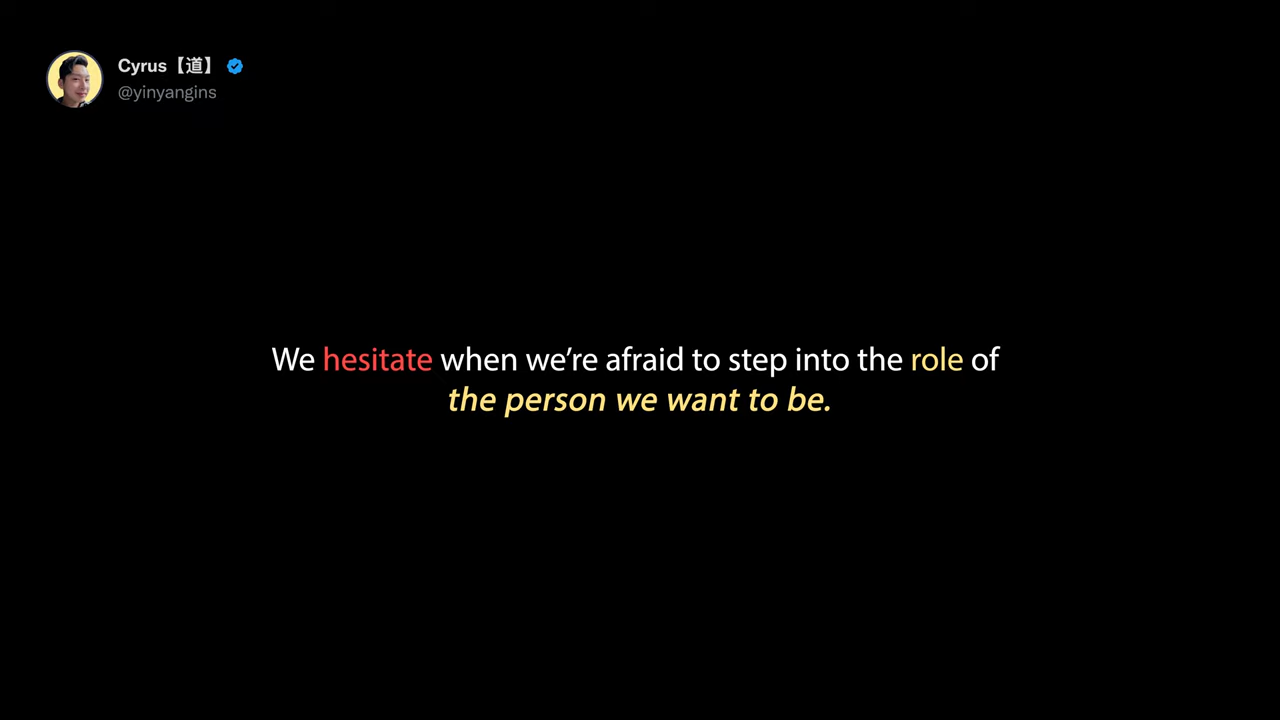 Cyrus【道】
@yinyangins
We hesitate when we’re afraid to step into the role of
the person we want to be.